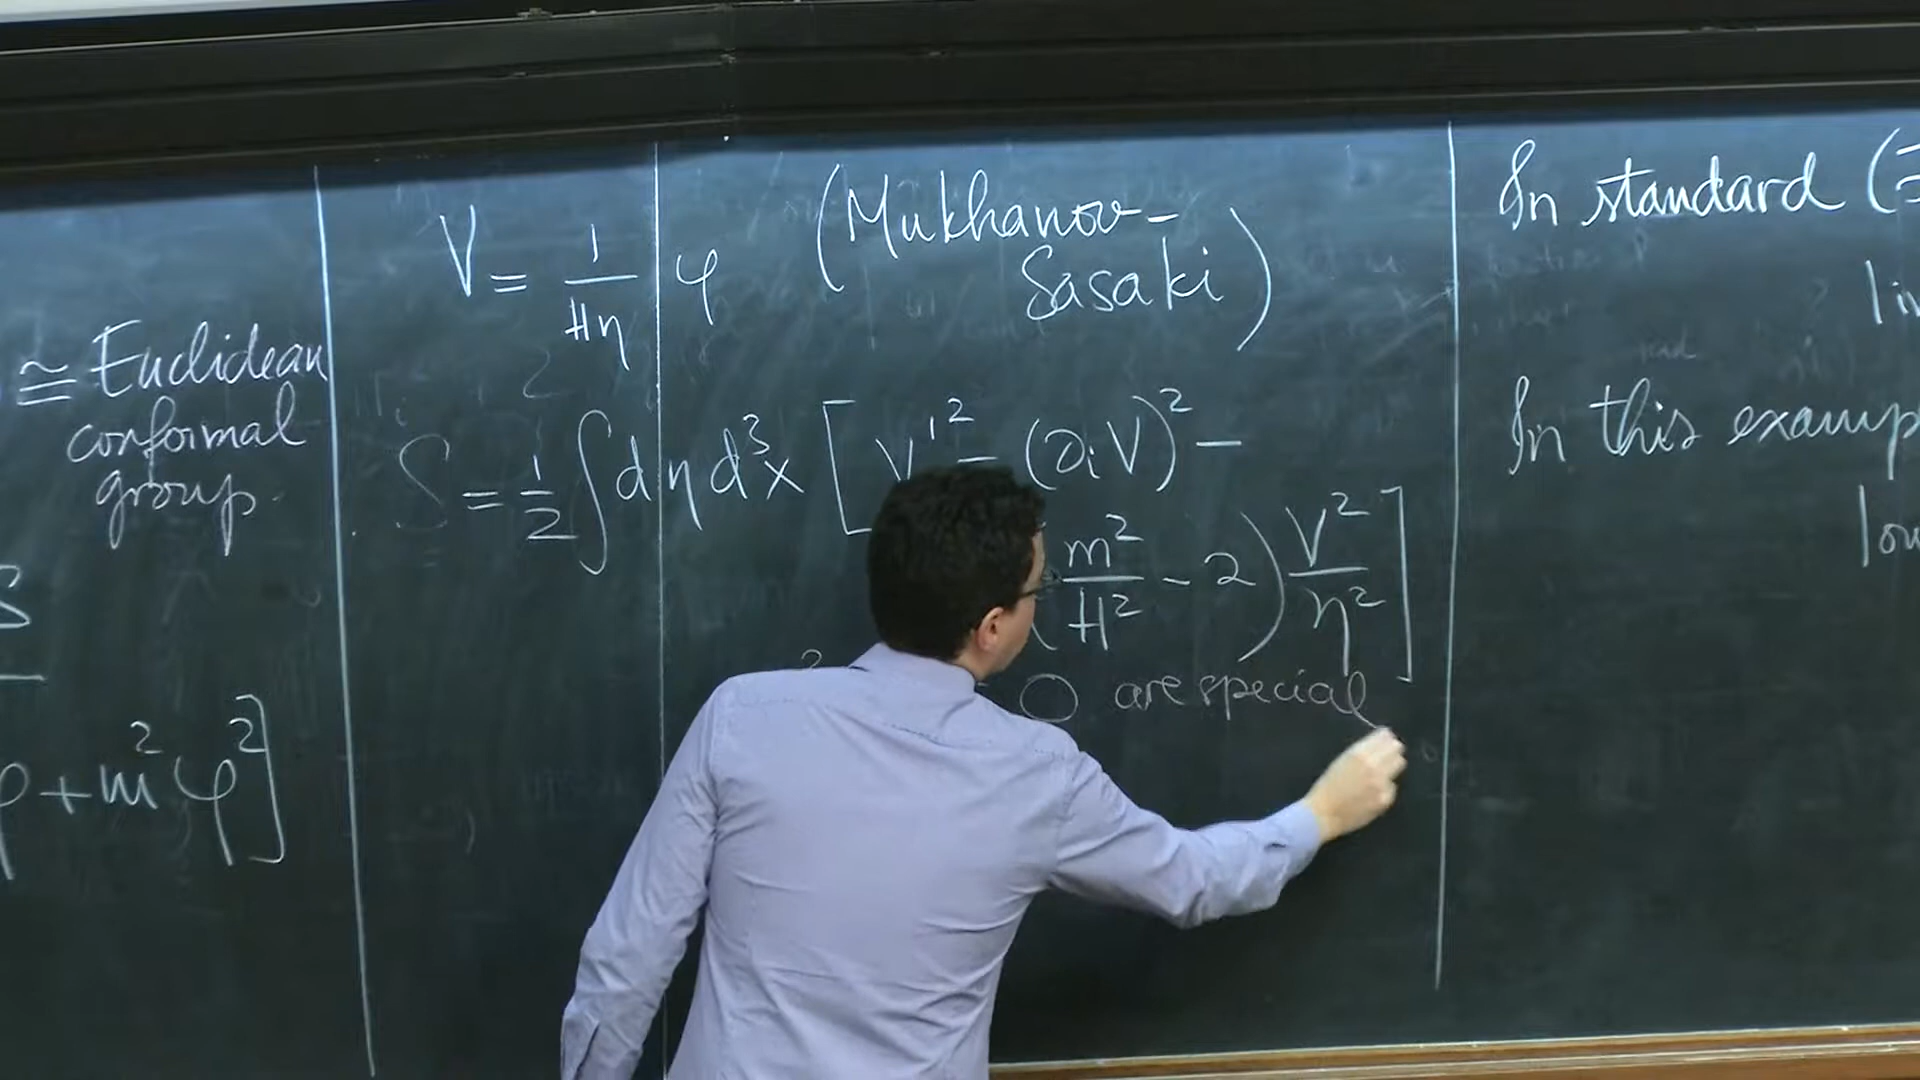 ≅ Euclidean
conformal
group.
S
φ + m² φ²]
V = 1/Hη φ (Mukhanov-
Sasaki)
S = 1/2 ∫ dη d³x [ V'² − (∂ᵢV)² −
( m²/H² − 2 ) V²/η² ]
0 are special
In standard (
In this examp